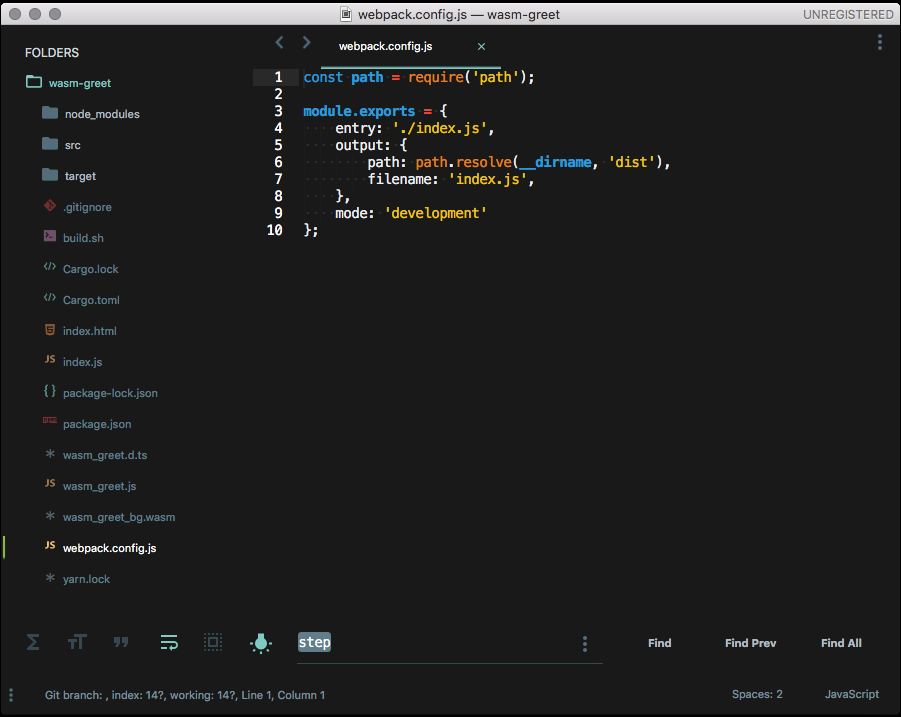 webpack.config.js — wasm-greet
UNREGISTERED
FOLDERS
wasm-greet
node_modules
src
target
.gitignore
build.sh
Cargo.lock
Cargo.toml
index.html
JS index.js
{ } package-lock.json
package.json
* wasm_greet.d.ts
JS wasm_greet.js
* wasm_greet_bg.wasm
JS webpack.config.js
* yarn.lock
webpack.config.js ×
1 const path = require('path');
2
3 module.exports = {
4 ····entry: './index.js',
5 ····output: {
6 ········path: path.resolve(__dirname, 'dist'),
7 ········filename: 'index.js',
8 ····},
9 ····mode: 'development'
10 };
step
Find
Find Prev
Find All
Git branch: , index: 14?, working: 14?, Line 1, Column 1
Spaces: 2
JavaScript